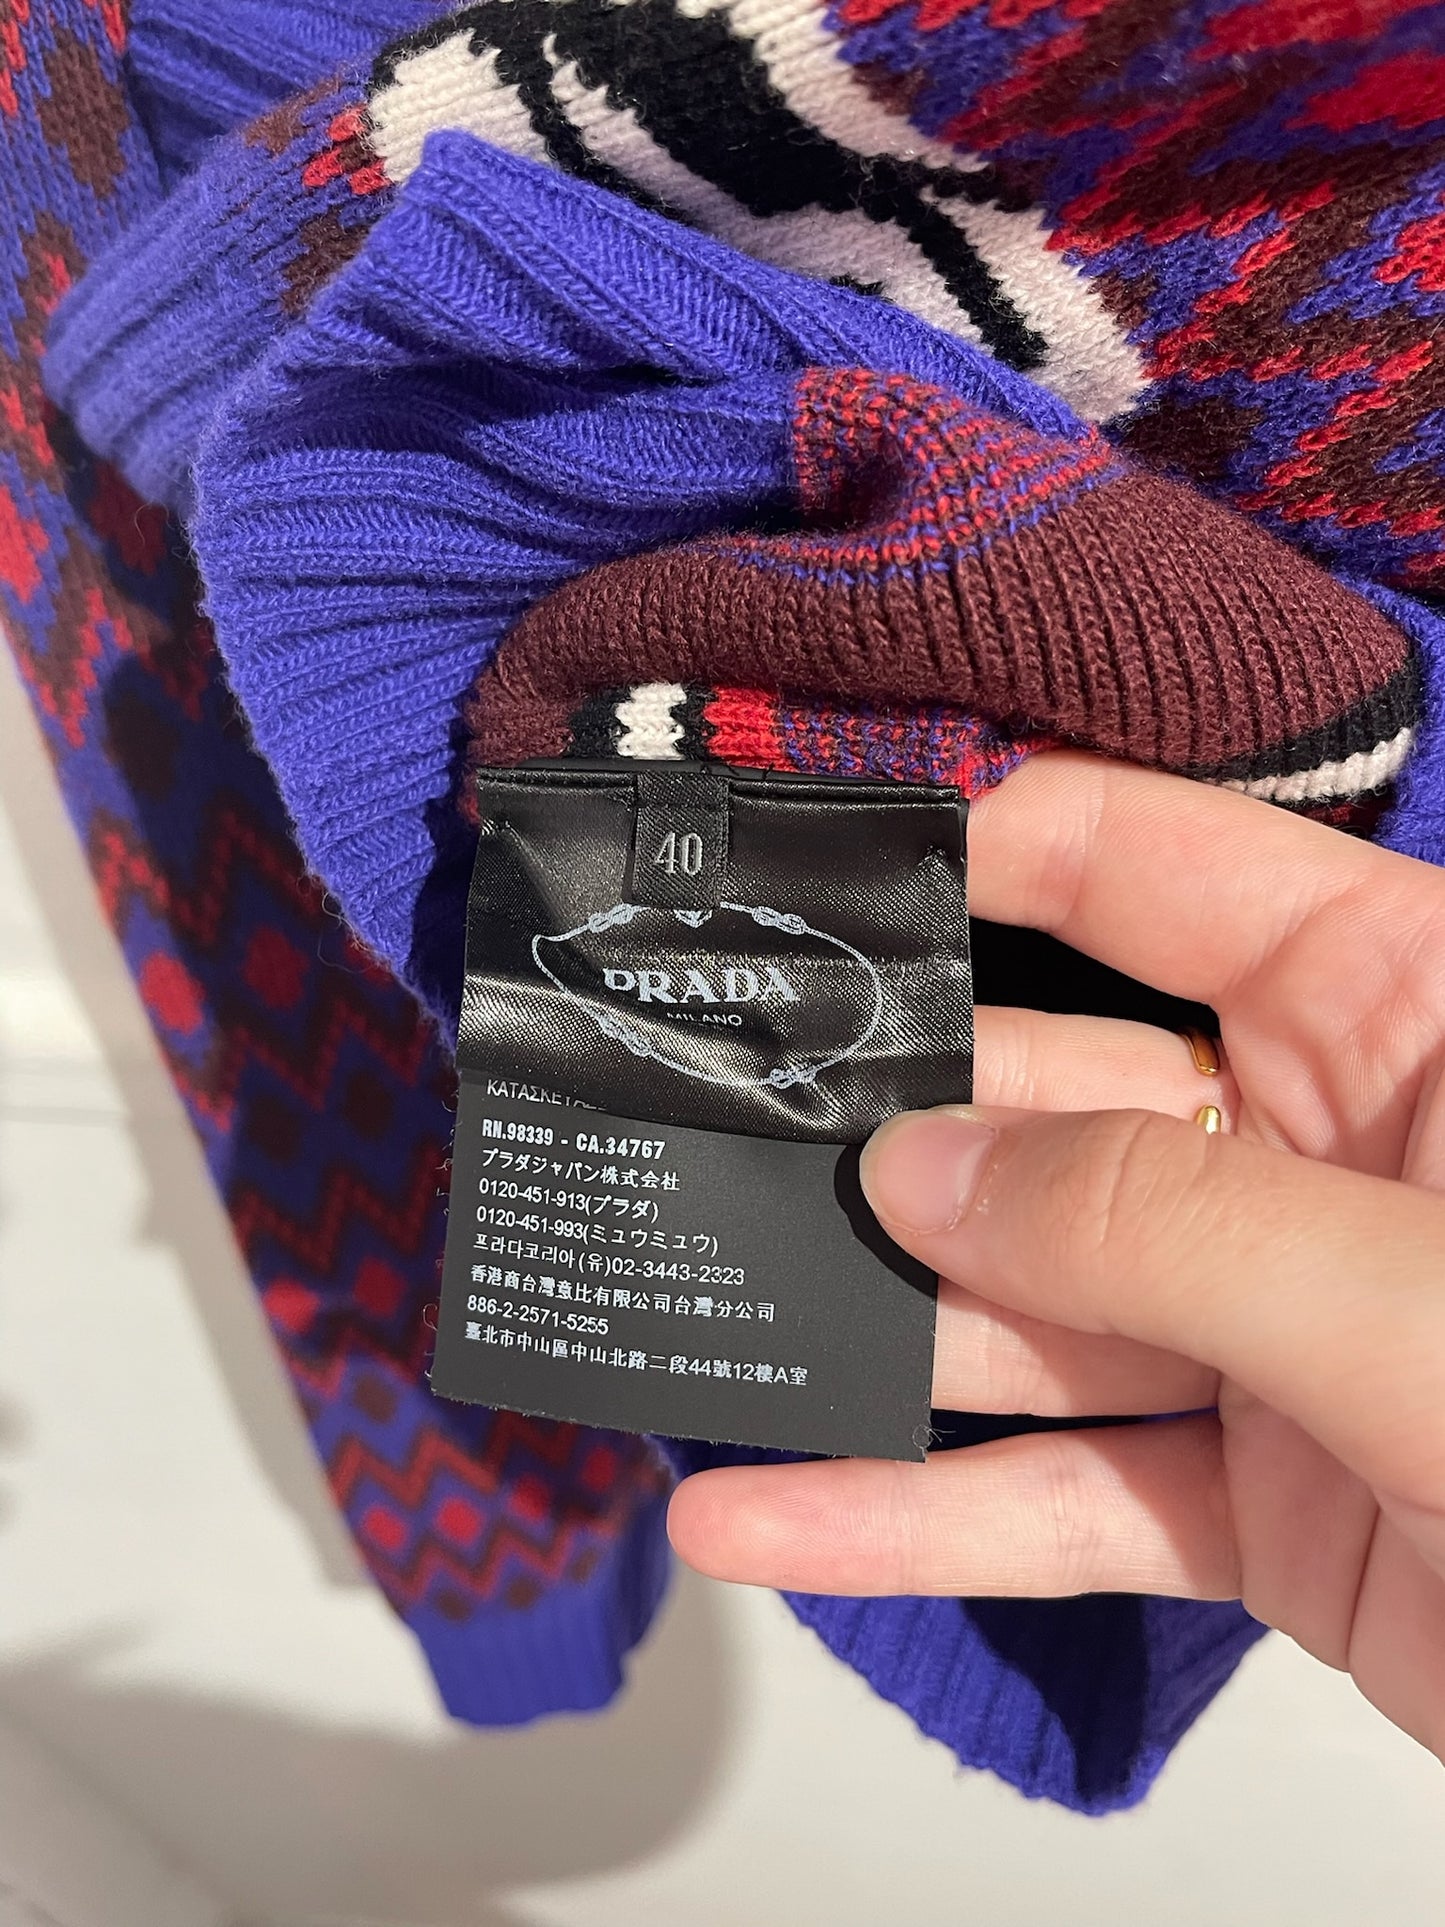 40
PRADA
MILANO
RN.98339 - CA.34767
プラダジャパン株式会社
0120-451-913(プラダ)
0120-451-993(ミュウミュウ)
프라다코리아(유)02-3443-2323
香港商台灣意比有限公司台灣分公司
886-2-2571-5255
臺北市中山區中山北路二段44號12樓A室